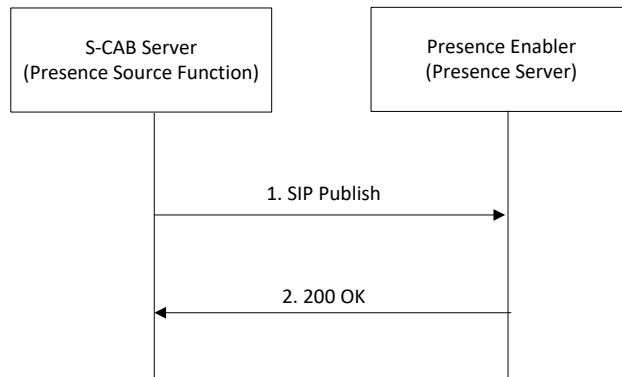 S-CAB Server
(Presence Source Function)
Presence Enabler
(Presence Server)
1. SIP Publish
2. 200 OK